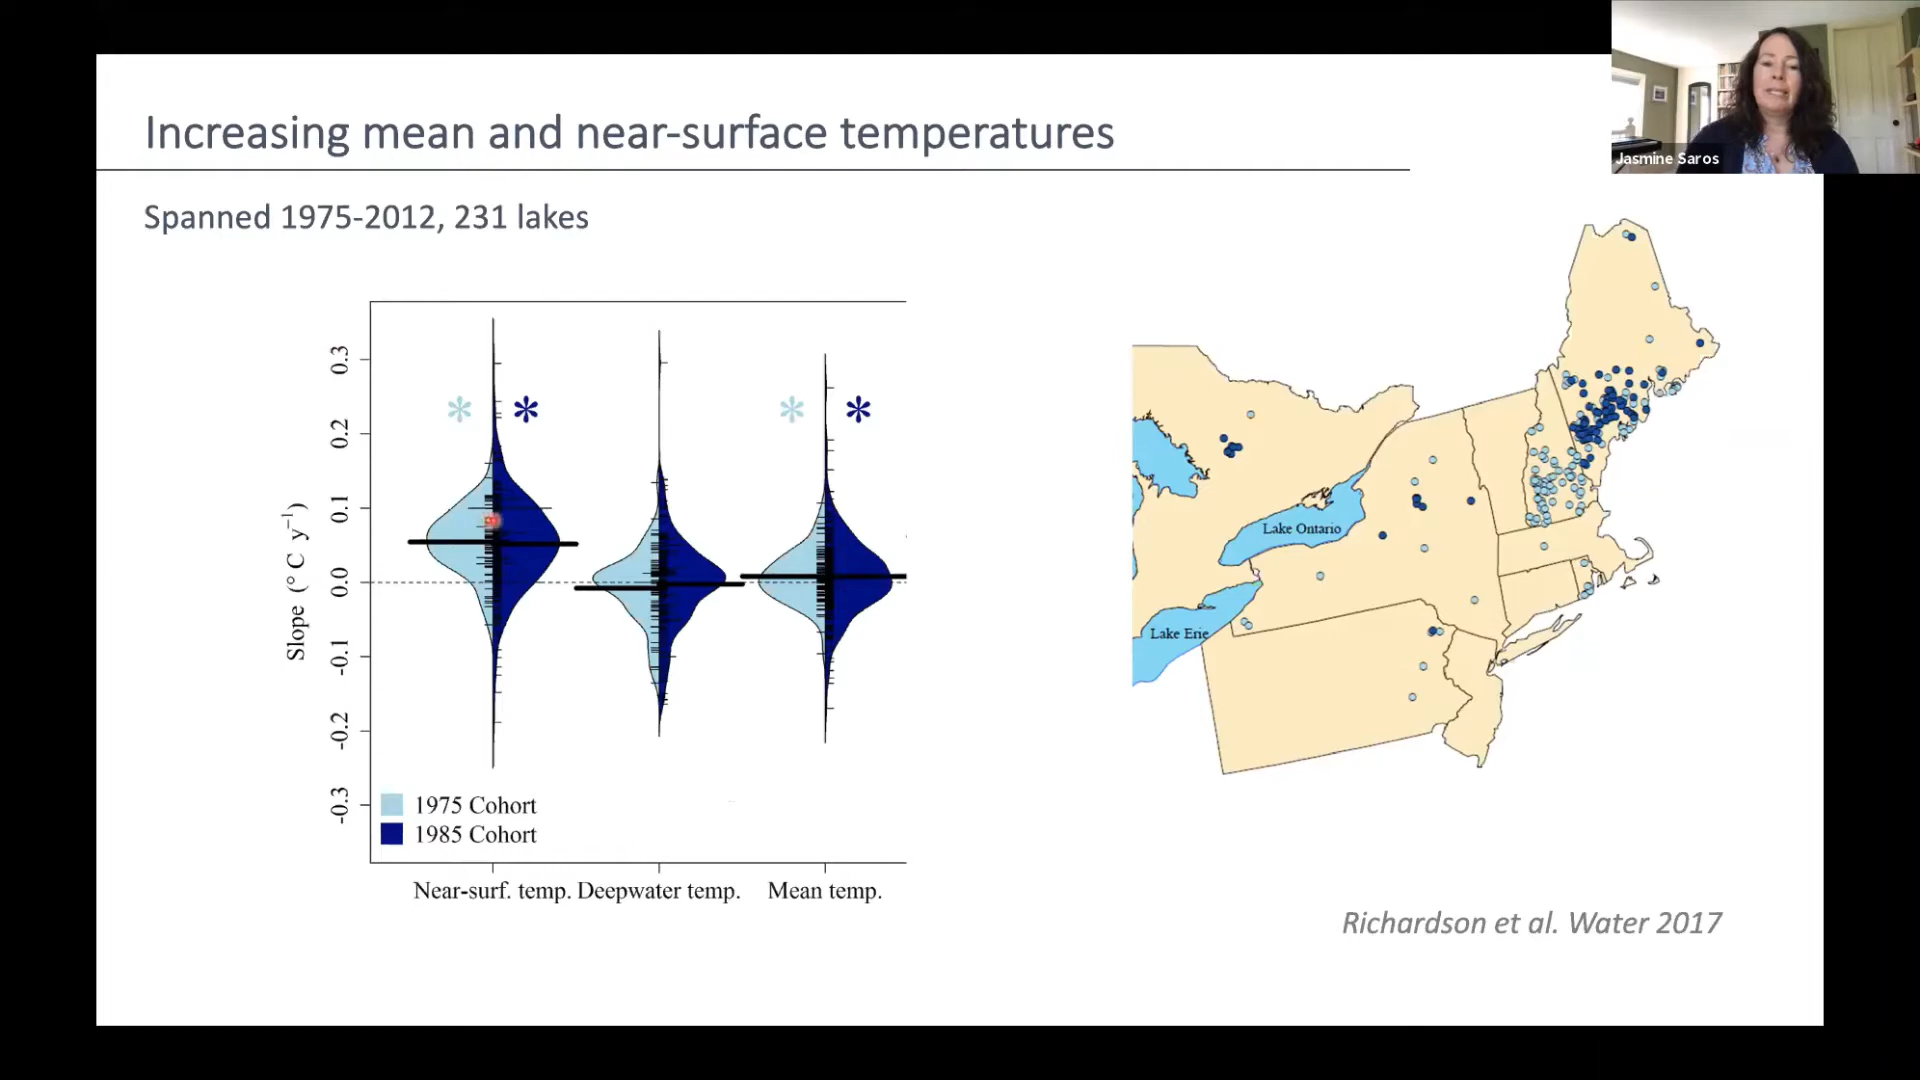 Increasing mean and near-surface temperatures
Jasmine Saros
Spanned 1975-2012, 231 lakes
Slope (° C y⁻¹)
0.3
0.2
0.1
0.0
-0.1
-0.2
-0.3
* * * *
1975 Cohort
1985 Cohort
Near-surf. temp. Deepwater temp. Mean temp.
Lake Ontario
Lake Erie
Richardson et al. Water 2017